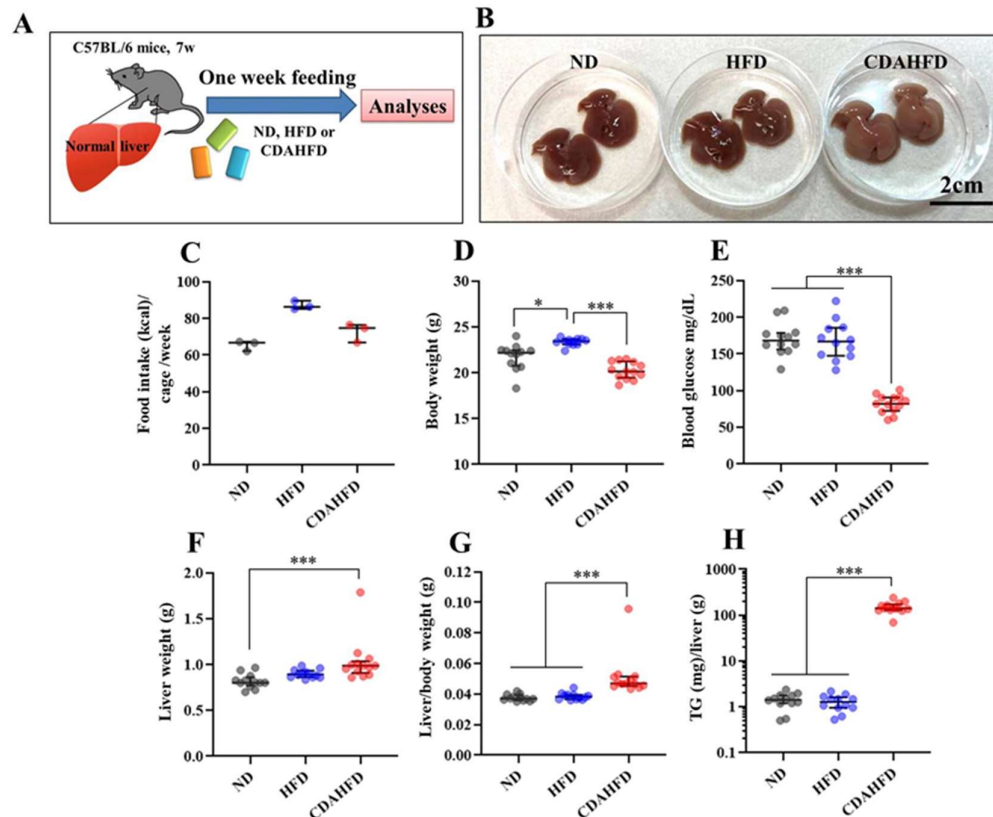 A
C57BL/6 mice, 7w
One week feeding
Analyses
ND, HFD or
CDAHFD
Normal liver
B
ND
HFD
CDAHFD
2cm
C
Food intake (kcal)/
cage /week
100
80
60
40
20
0
ND
HFD
CDAHFD
D
Body weight (g)
30
25
20
15
10
*
***
ND
HFD
CDAHFD
E
Blood glucose mg/dL
250
200
150
100
50
0
***
ND
HFD
CDAHFD
F
Liver weight (g)
2.0
1.5
1.0
0.5
0.0
***
ND
HFD
CDAHFD
G
Liver/body weight (g)
0.12
0.10
0.08
0.06
0.04
0.02
0.00
***
ND
HFD
CDAHFD
H
TG (mg)/liver (g)
1000
100
10
1
0.1
***
ND
HFD
CDAHFD